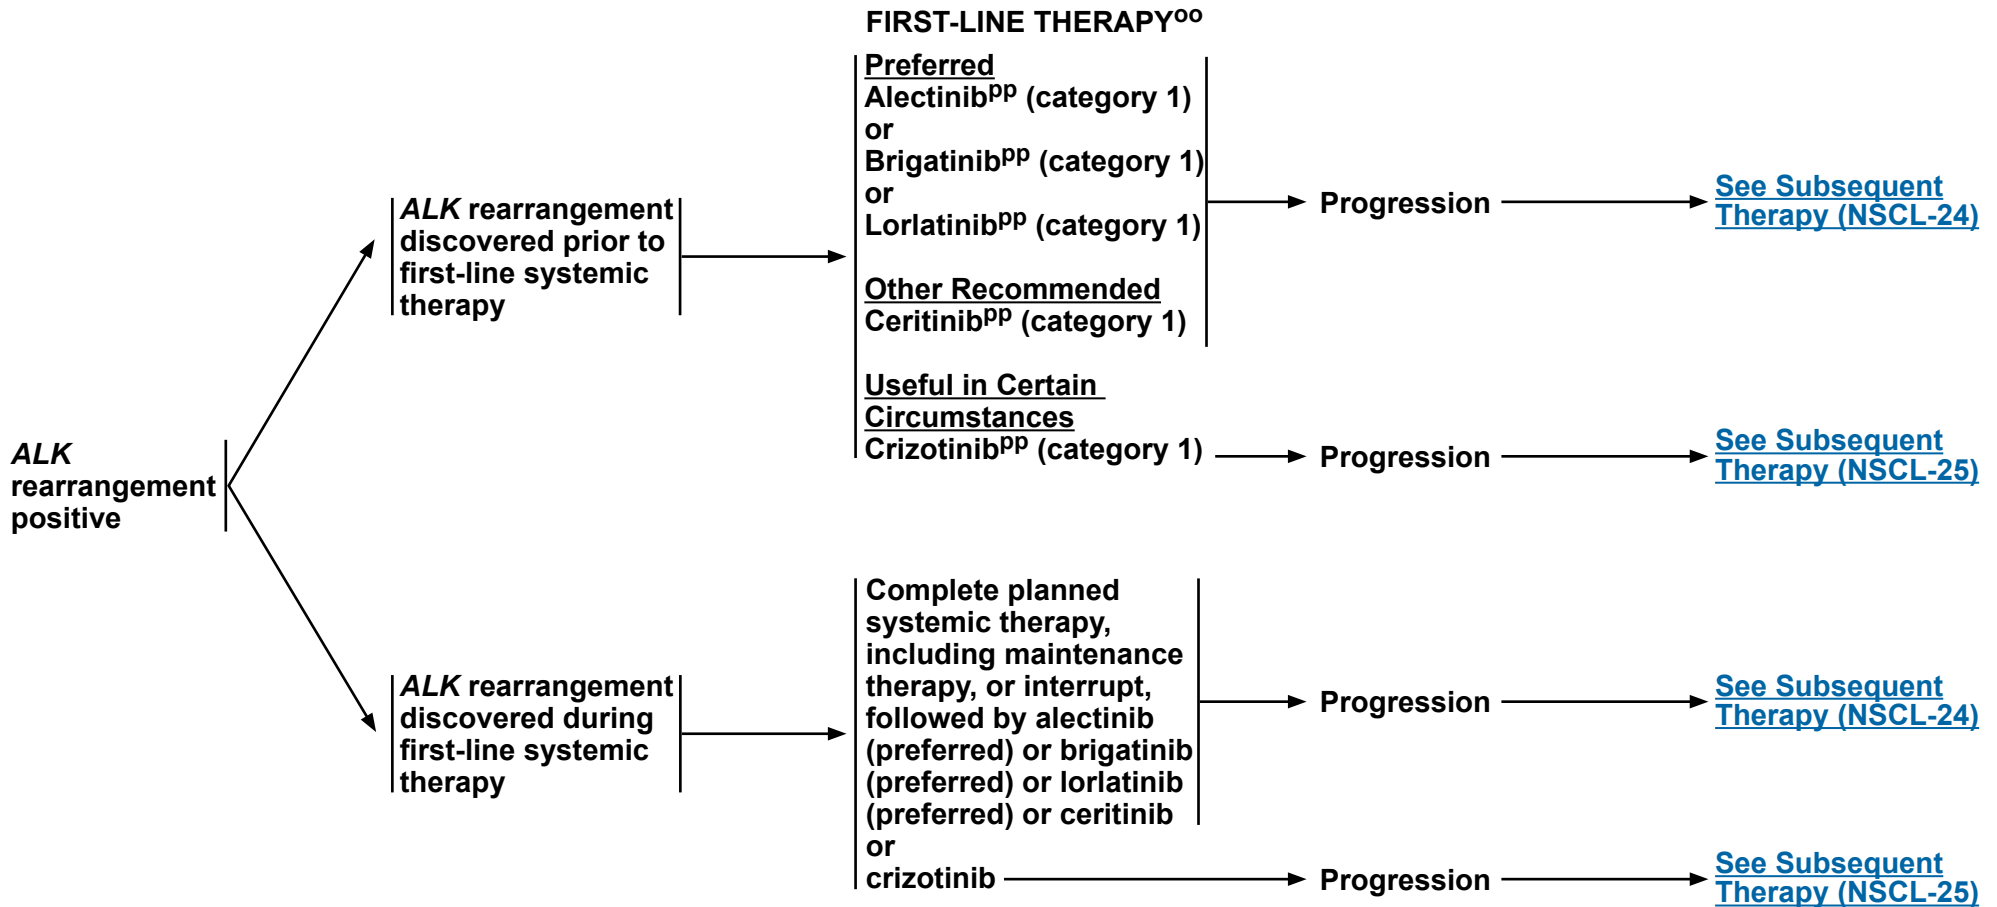 FIRST-LINE THERAPYoo
ALK
rearrangement
positive
ALK rearrangement
discovered prior to
first-line systemic
therapy
Preferred
Alectinibpp (category 1)
or
Brigatinibpp (category 1)
or
Lorlatinibpp (category 1)
Other Recommended
Ceritinibpp (category 1)
Progression
See Subsequent
Therapy (NSCL-24)
Useful in Certain
Circumstances
Crizotinibpp (category 1)
Progression
See Subsequent
Therapy (NSCL-25)
ALK rearrangement
discovered during
first-line systemic
therapy
Complete planned
systemic therapy,
including maintenance
therapy, or interrupt,
followed by alectinib
(preferred) or brigatinib
(preferred) or lorlatinib
(preferred) or ceritinib
or
crizotinib
Progression
See Subsequent
Therapy (NSCL-24)
Progression
See Subsequent
Therapy (NSCL-25)